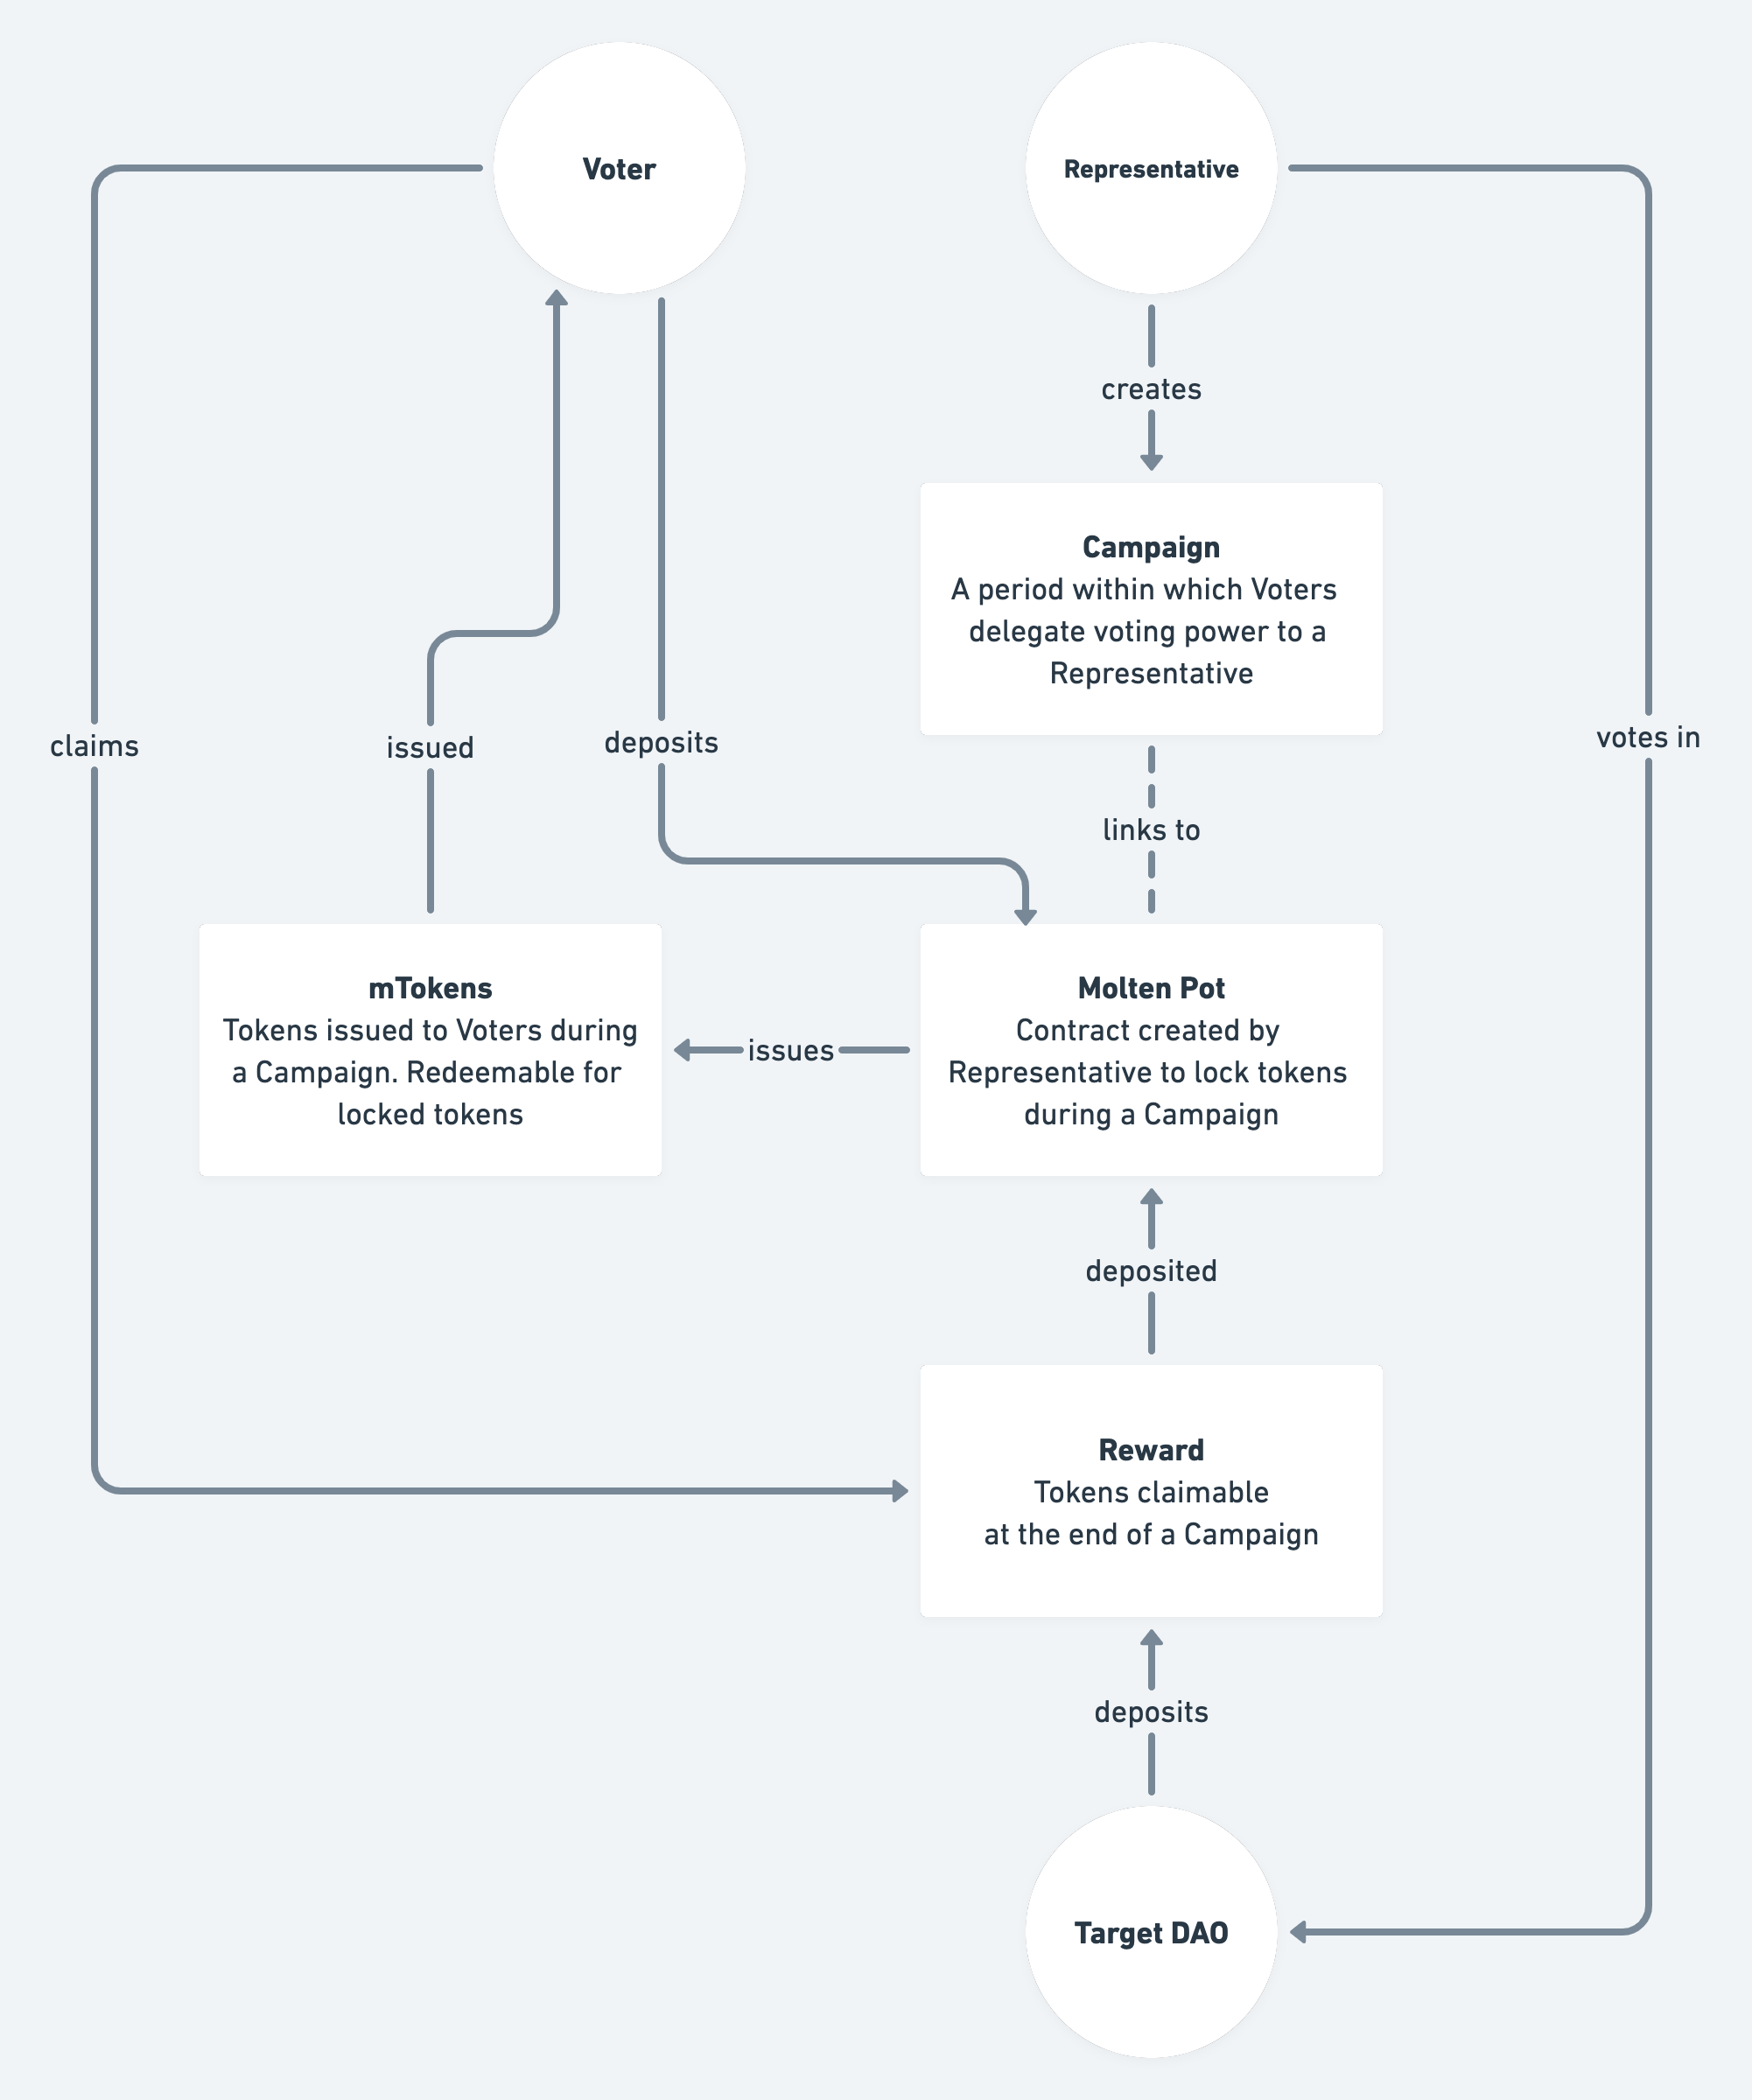 Voter
Representative
creates
Campaign
A period within which Voters
delegate voting power to a
Representative
claims
issued
deposits
votes in
links to
mTokens
Tokens issued to Voters during
a Campaign. Redeemable for
locked tokens
issues
Molten Pot
Contract created by
Representative to lock tokens
during a Campaign
deposited
Reward
Tokens claimable
at the end of a Campaign
deposits
Target DAO